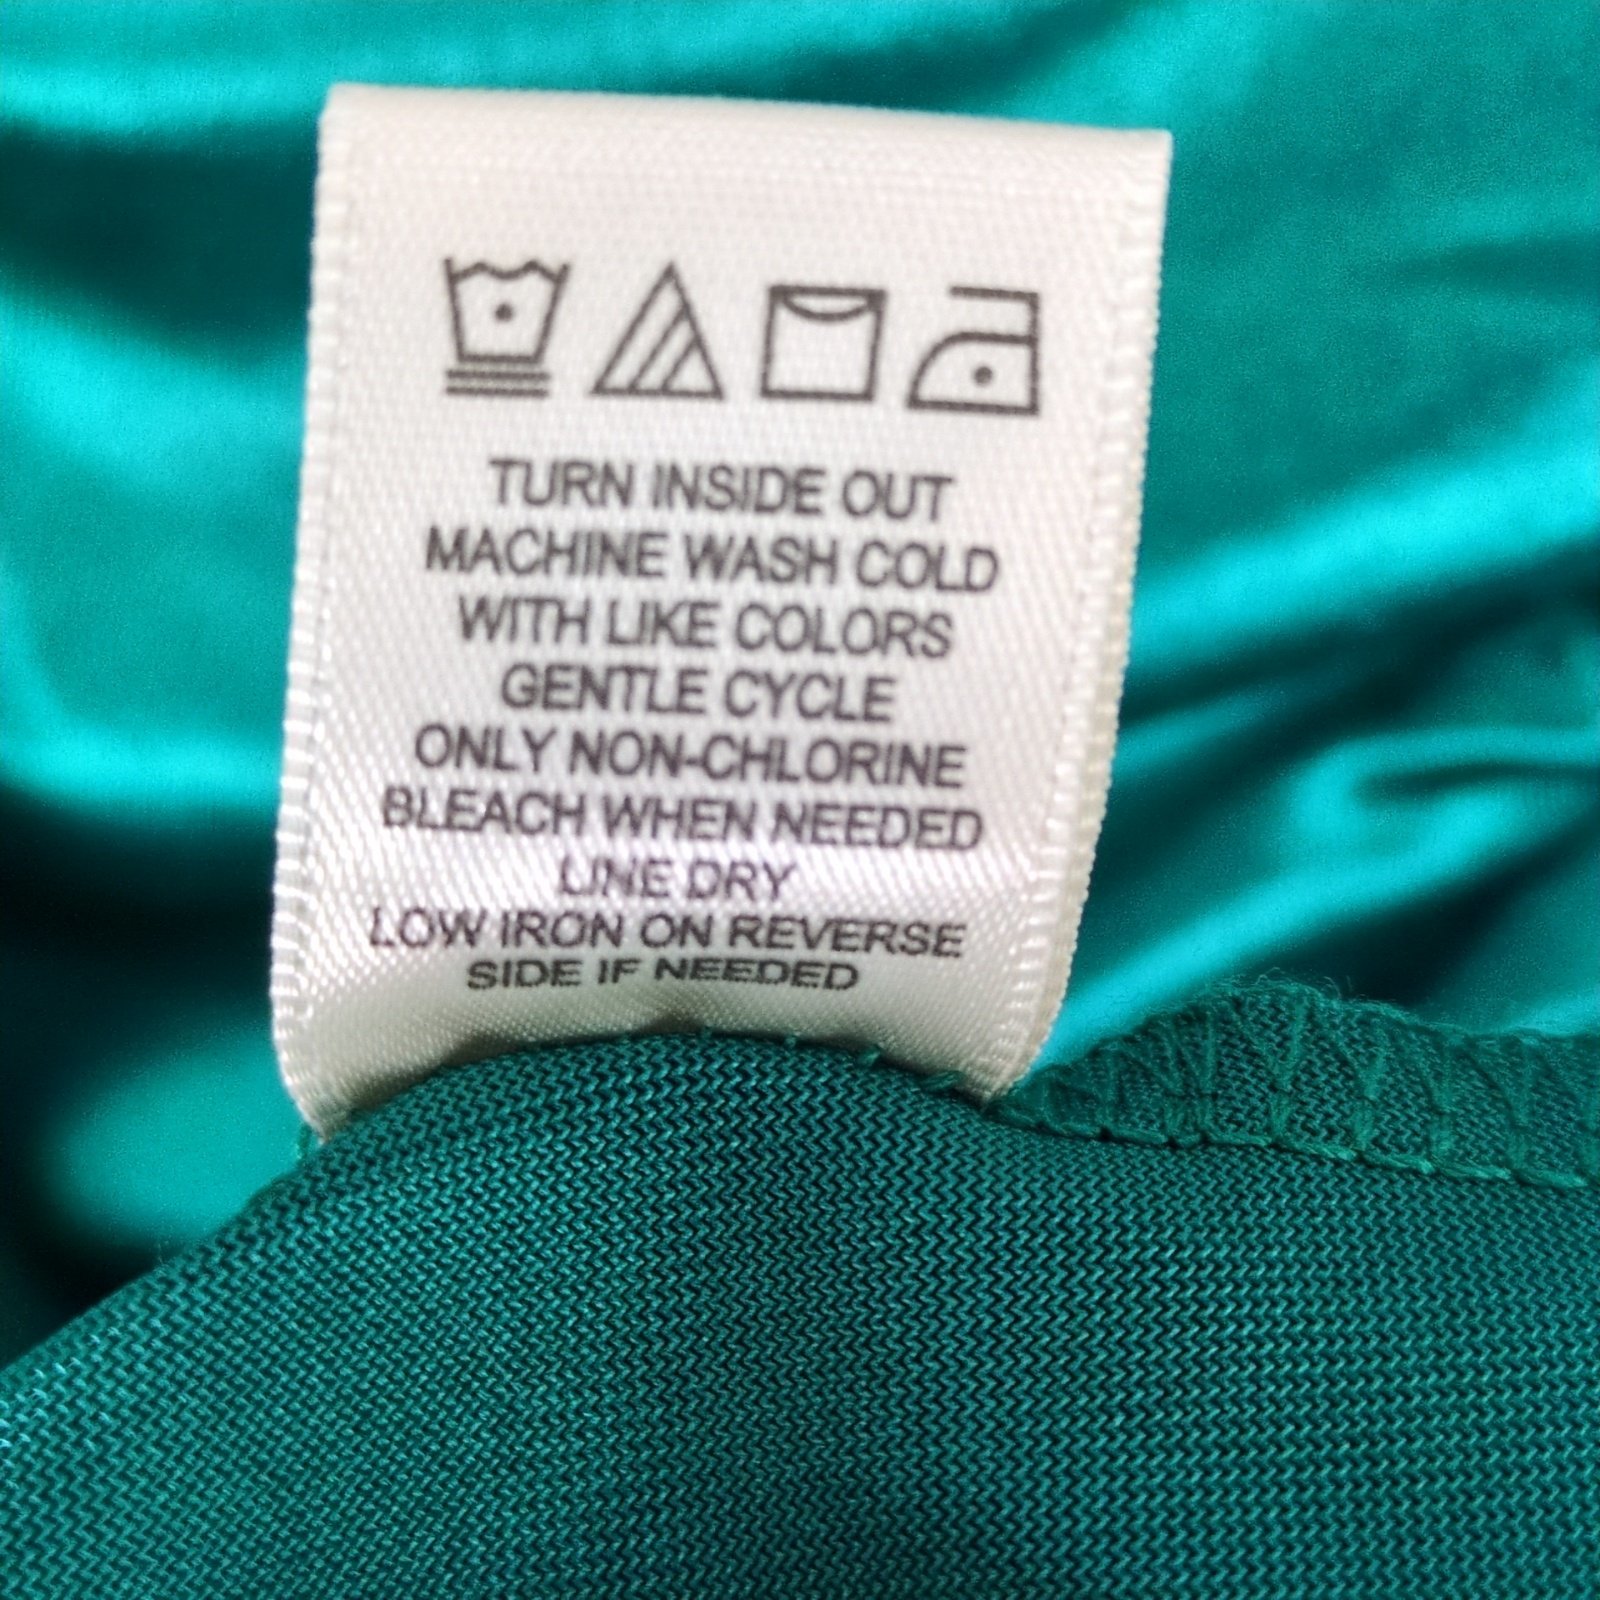 TURN INSIDE OUT
MACHINE WASH COLD
WITH LIKE COLORS
GENTLE CYCLE
ONLY NON-CHLORINE
BLEACH WHEN NEEDED
LINE DRY
LOW IRON ON REVERSE
SIDE IF NEEDED